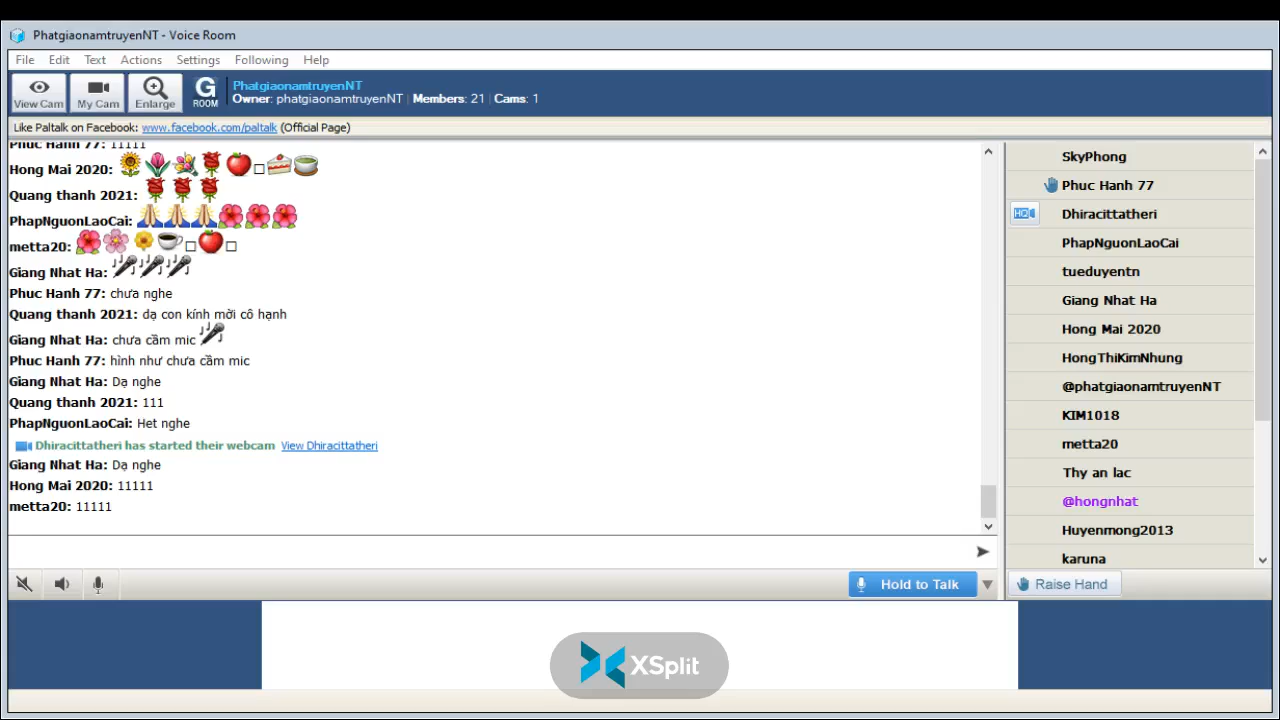 PhatgiaonamtruyenNT - Voice Room
File Edit Text Actions Settings Following Help
View Cam My Cam Enlarge G ROOM
PhatgiaonamtruyenNT
Owner: phatgiaonamtruyenNT | Members: 21 | Cams: 1
Like Paltalk on Facebook: www.facebook.com/paltalk (Official Page)
Phuc Hanh 77: 11111
Hong Mai 2020:
Quang thanh 2021:
PhapNguonLaoCai:
metta20:
Giang Nhat Ha:
Phuc Hanh 77: chưa nghe
Quang thanh 2021: dạ con kính mời cô hạnh
Giang Nhat Ha: chưa cầm mic
Phuc Hanh 77: hình như chưa cầm mic
Giang Nhat Ha: Dạ nghe
Quang thanh 2021: 111
PhapNguonLaoCai: Het nghe
Dhiracittatheri has started their webcam View Dhiracittatheri
Giang Nhat Ha: Dạ nghe
Hong Mai 2020: 11111
metta20: 11111
SkyPhong
Phuc Hanh 77
HQ Dhiracittatheri
PhapNguonLaoCai
tueduyentn
Giang Nhat Ha
Hong Mai 2020
HongThiKimNhung
@phatgiaonamtruyenNT
KIM1018
metta20
Thy an lac
@hongnhat
Huyenmong2013
karuna
Hold to Talk
Raise Hand
XSplit